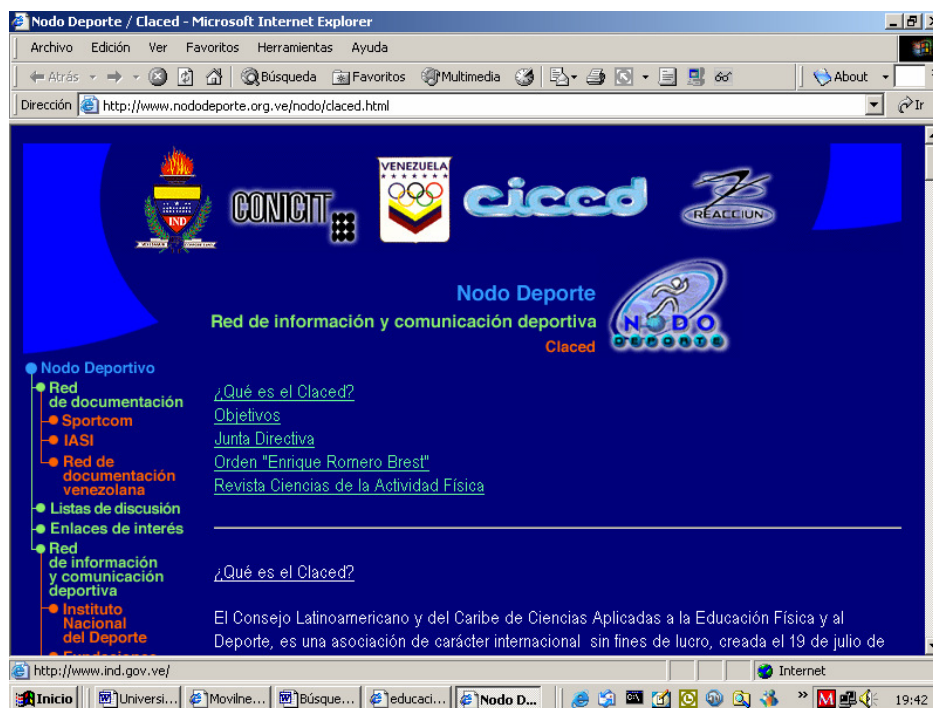 Nodo Deporte / Claced - Microsoft Internet Explorer
Archivo Edición Ver Favoritos Herramientas Ayuda
Atrás Búsqueda Favoritos Multimedia About
Dirección http://www.nododeporte.org.ve/nodo/claced.html Ir
IND
CONICIT
VENEZUELA
ciced
REACCIUN
Nodo Deporte
Red de información y comunicación deportiva
Claced
NODO
DEPORTE
Nodo Deportivo
Red
de documentación
Sportcom
IASI
Red de
documentación
venezolana
Listas de discusión
Enlaces de interés
Red
de información
y comunicación
deportiva
Instituto
Nacional
del Deporte
¿Qué es el Claced?
Objetivos
Junta Directiva
Orden "Enrique Romero Brest"
Revista Ciencias de la Actividad Física
¿Qué es el Claced?
El Consejo Latinoamericano y del Caribe de Ciencias Aplicadas a la Educación Física y al
Deporte, es una asociación de carácter internacional sin fines de lucro, creada el 19 de julio de
http://www.ind.gov.ve/ Internet
Inicio Universi... Movilne... Búsque... educaci... Nodo D... » 19:42